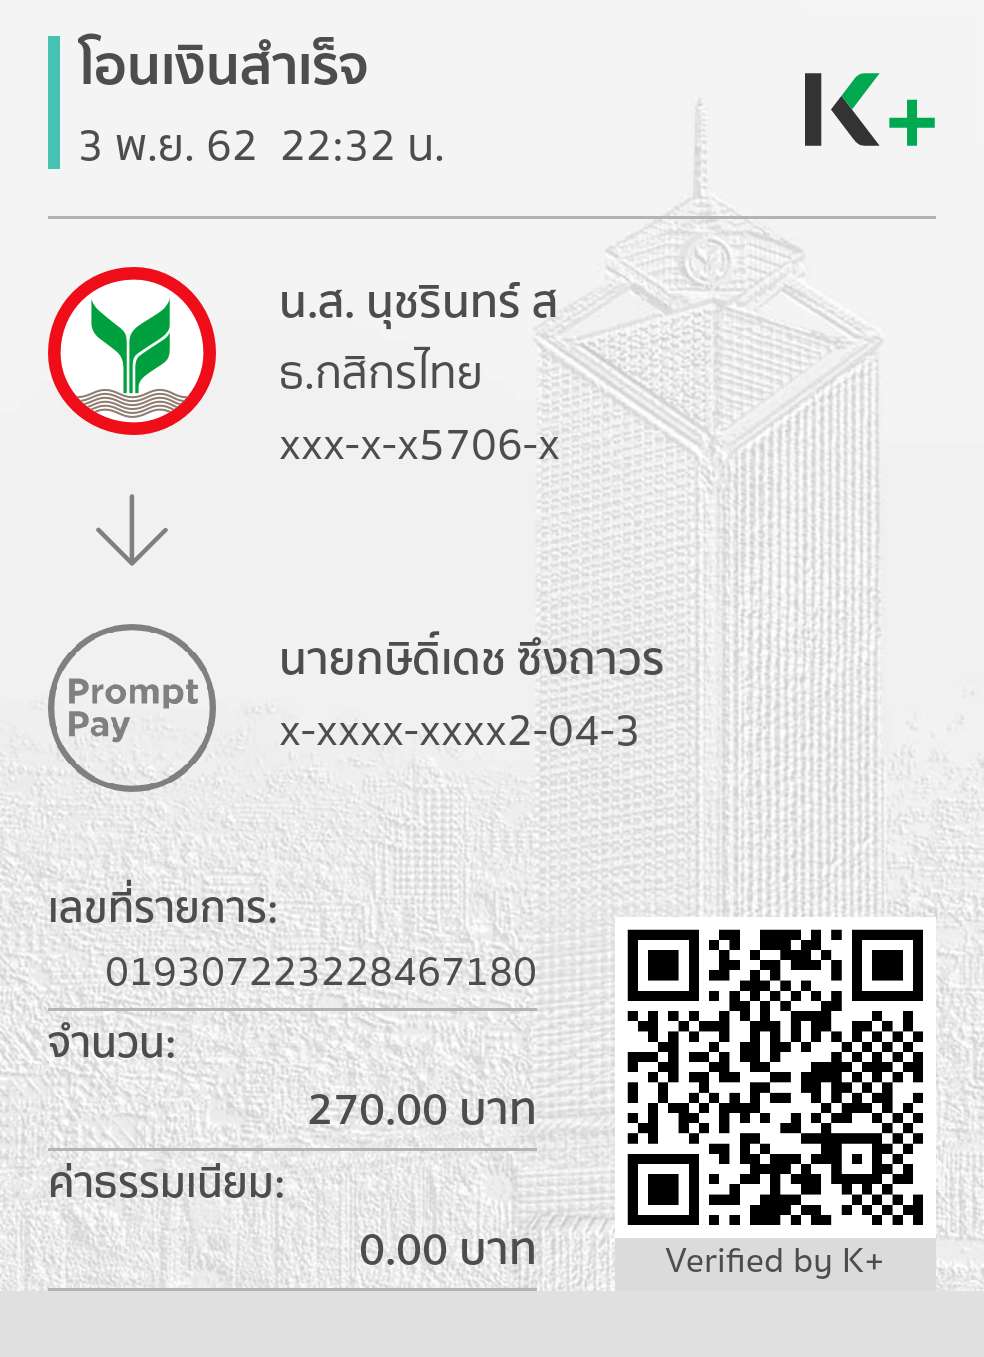 โอนเงินสำเร็จ
3 พ.ย. 62 22:32 น.
K+
น.ส. นุชรินทร์ ส
ธ.กสิกรไทย
xxx-x-x5706-x
Prompt
Pay
นายกษิดิ์เดช ซึงถาวร
x-xxxx-xxxx2-04-3
เลขที่รายการ:
019307223228467180
จำนวน:
270.00 บาท
ค่าธรรมเนียม:
0.00 บาท
Verified by K+